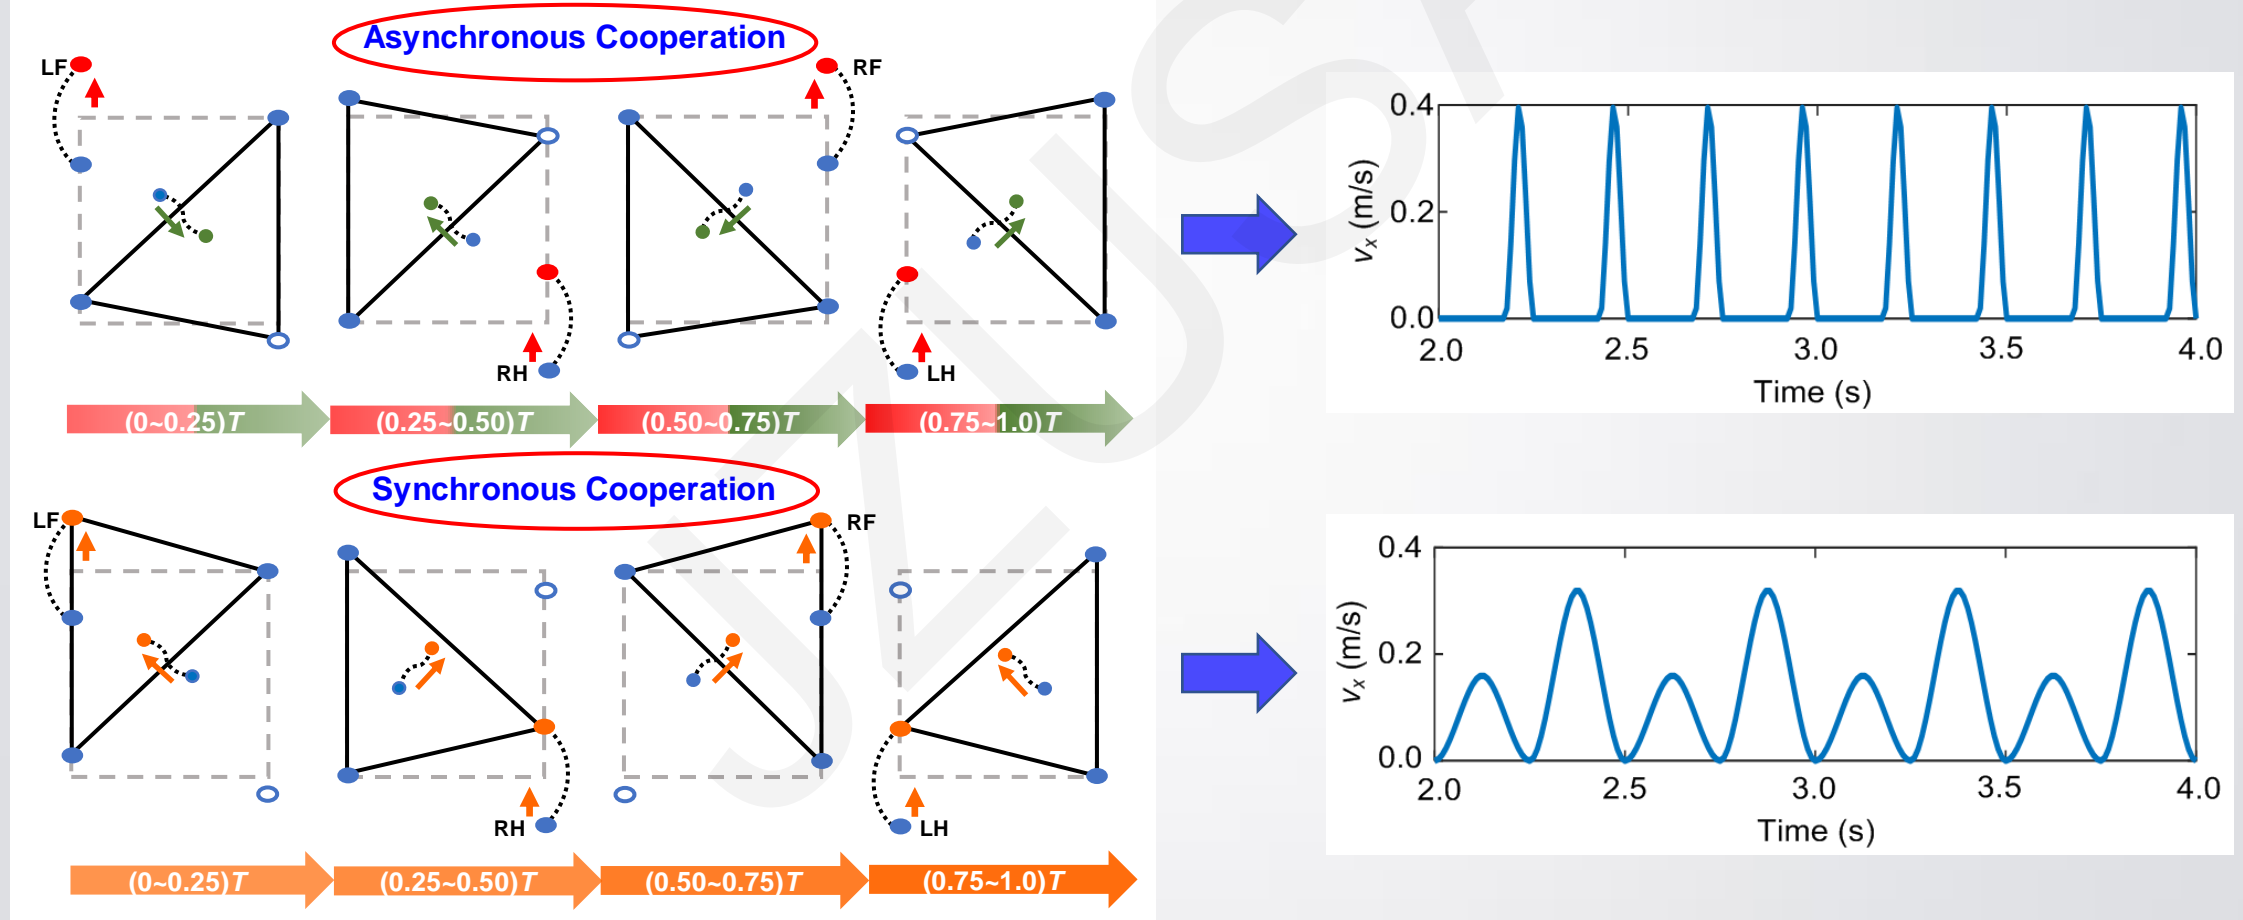 Asynchronous Cooperation
LF
RF
RH
LH
(0~0.25)T
(0.25~0.50)T
(0.50~0.75)T
(0.75~1.0)T
0.4
0.2
0.0
vx (m/s)
2.0 2.5 3.0 3.5 4.0
Time (s)
Synchronous Cooperation
LF
RF
RH
LH
(0~0.25)T
(0.25~0.50)T
(0.50~0.75)T
(0.75~1.0)T
0.4
0.2
0.0
vx (m/s)
2.0 2.5 3.0 3.5 4.0
Time (s)
JZUSA